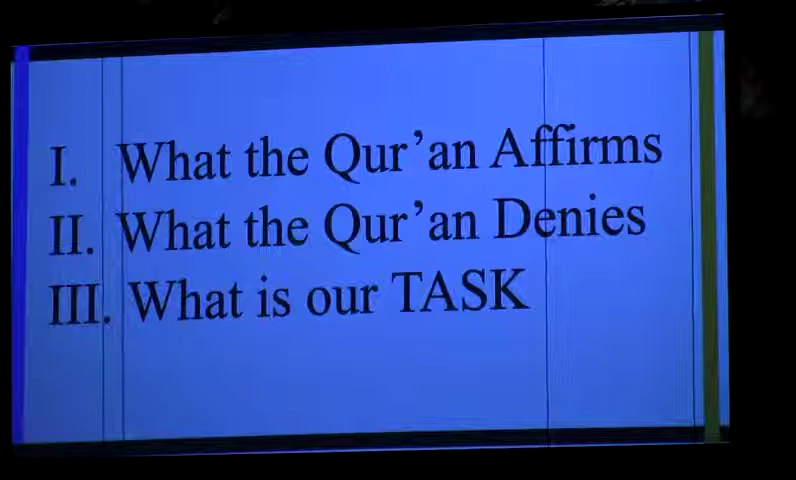 I. What the Qur’an Affirms
II. What the Qur’an Denies
III. What is our TASK